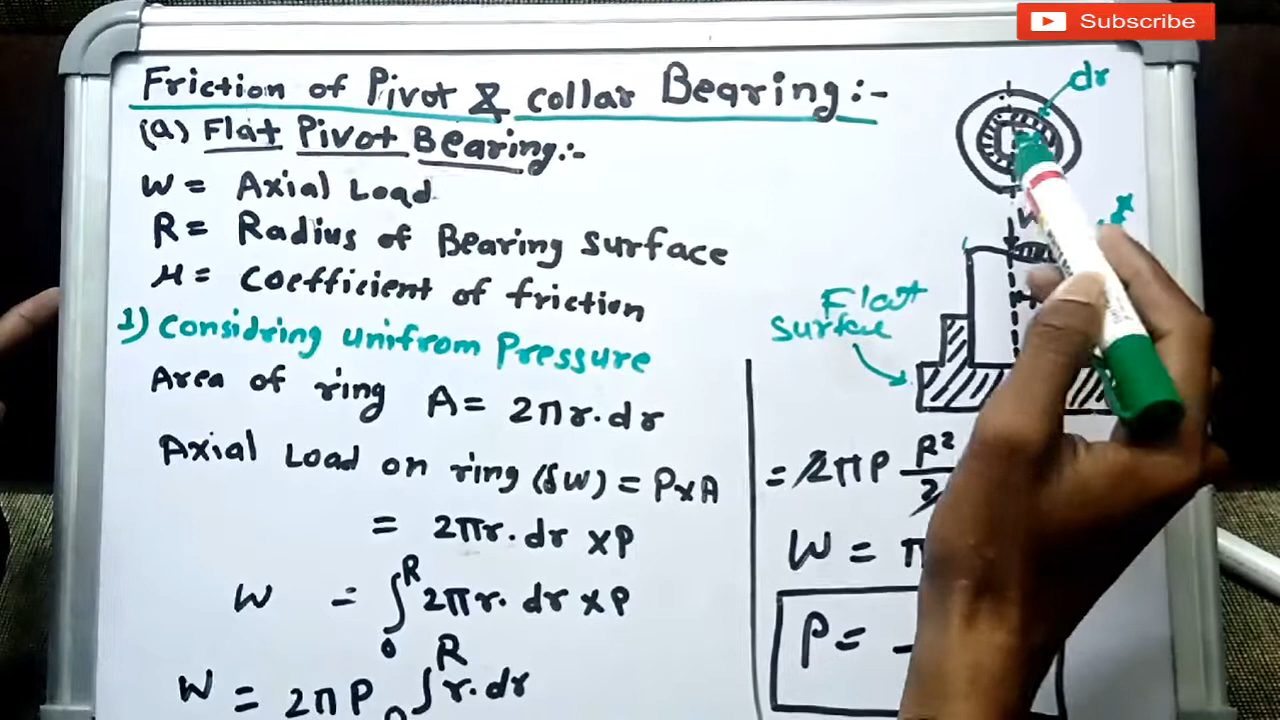 Subscribe
Friction of Pivot & collar Bearing:-
(a) Flat Pivot Bearing:-
W = Axial Load
R = Radius of Bearing surface
μ = Coefficient of friction
1) Considring unifrom Pressure
Area of ring A = 2πr.dr
Axial Load on ring (δW) = P×A
= 2πr.dr ×P
W = ∫₀ᴿ 2πr.dr ×P
W = 2πP ₀∫ᴿ r.dr
dr
W
x
Flat
surface
= 2πP R²/2
W = π
P =